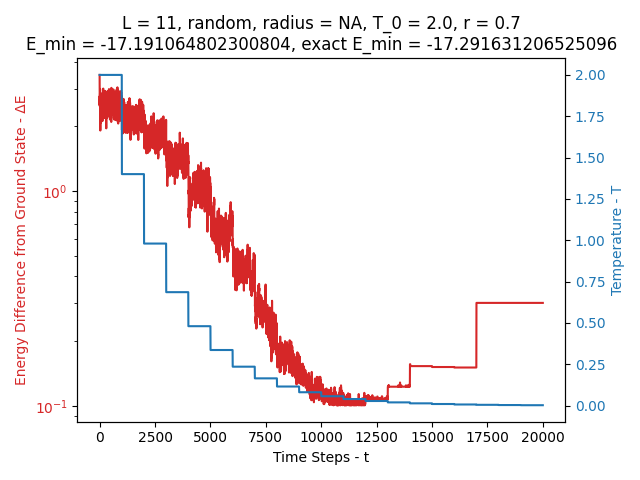 L = 11, random, radius = NA, T_0 = 2.0, r = 0.7
E_min = -17.191064802300804, exact E_min = -17.291631206525096
Energy Difference from Ground State - ΔE
10^0
10^-1
2.00
1.75
1.50
1.25
1.00
0.75
0.50
0.25
0.00
Temperature - T
0 2500 5000 7500 10000 12500 15000 17500 20000
Time Steps - t